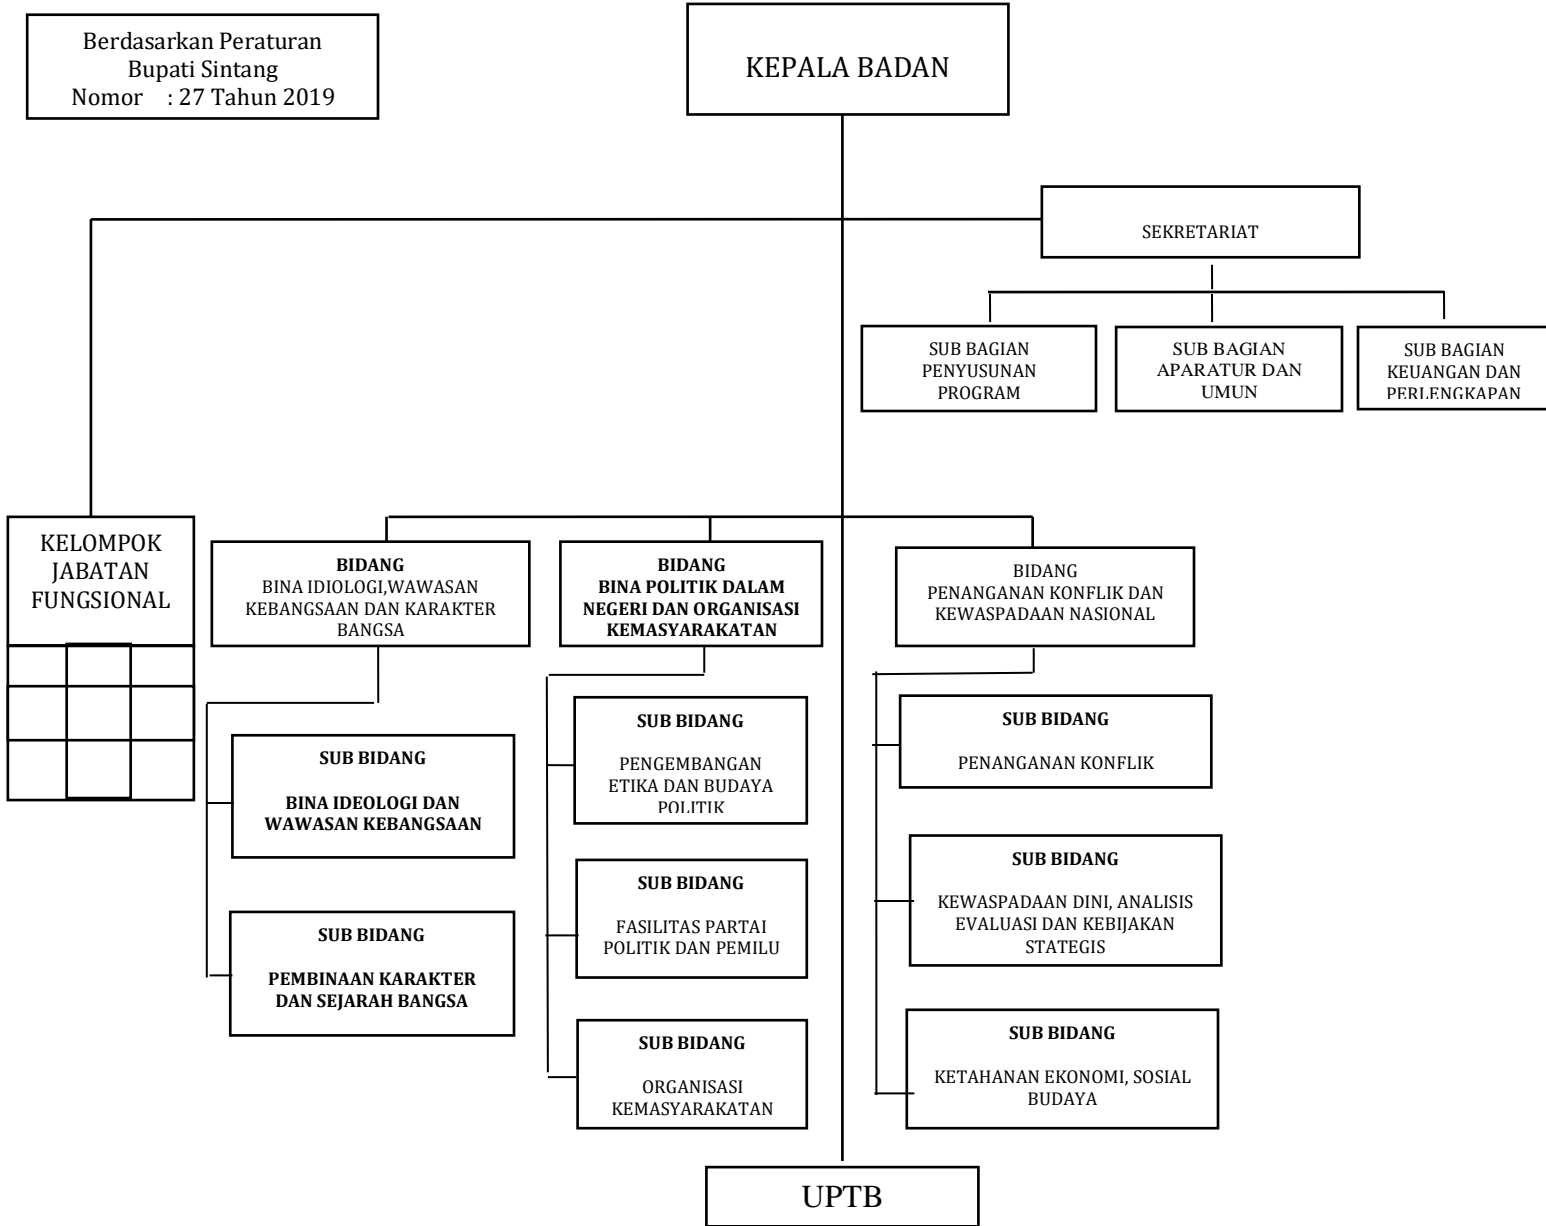 Berdasarkan Peraturan
Bupati Sintang
Nomor : 27 Tahun 2019
KEPALA BADAN
SEKRETARIAT
SUB BAGIAN
PENYUSUNAN
PROGRAM
SUB BAGIAN
APARATUR DAN
UMUN
SUB BAGIAN
KEUANGAN DAN
PERLENGKAPAN
KELOMPOK
JABATAN
FUNGSIONAL
BIDANG
BINA IDIOLOGI,WAWASAN
KEBANGSAAN DAN KARAKTER
BANGSA
BIDANG
BINA POLITIK DALAM
NEGERI DAN ORGANISASI
KEMASYARAKATAN
BIDANG
PENANGANAN KONFLIK DAN
KEWASPADAAN NASIONAL
SUB BIDANG
BINA IDEOLOGI DAN
WAWASAN KEBANGSAAN
SUB BIDANG
PEMBINAAN KARAKTER
DAN SEJARAH BANGSA
SUB BIDANG
PENGEMBANGAN
ETIKA DAN BUDAYA
POLITIK
SUB BIDANG
FASILITAS PARTAI
POLITIK DAN PEMILU
SUB BIDANG
ORGANISASI
KEMASYARAKATAN
SUB BIDANG
PENANGANAN KONFLIK
SUB BIDANG
KEWASPADAAN DINI, ANALISIS
EVALUASI DAN KEBIJAKAN
STATEGIS
SUB BIDANG
KETAHANAN EKONOMI, SOSIAL
BUDAYA
UPTB